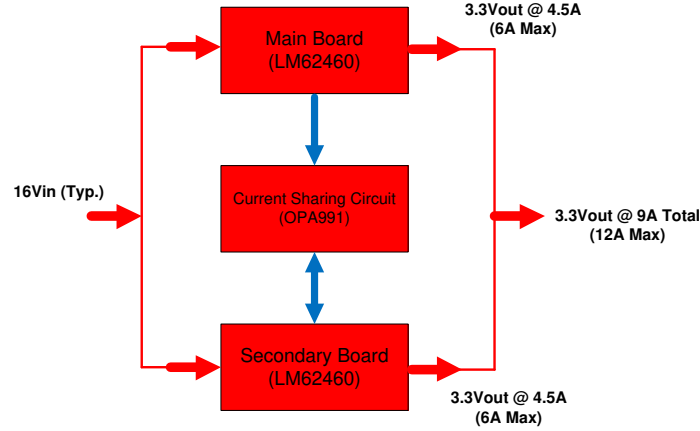 Main Board
(LM62460)
3.3Vout @ 4.5A
(6A Max)
16Vin (Typ.)
Current Sharing Circuit
(OPA991)
3.3Vout @ 9A Total
(12A Max)
Secondary Board
(LM62460)
3.3Vout @ 4.5A
(6A Max)